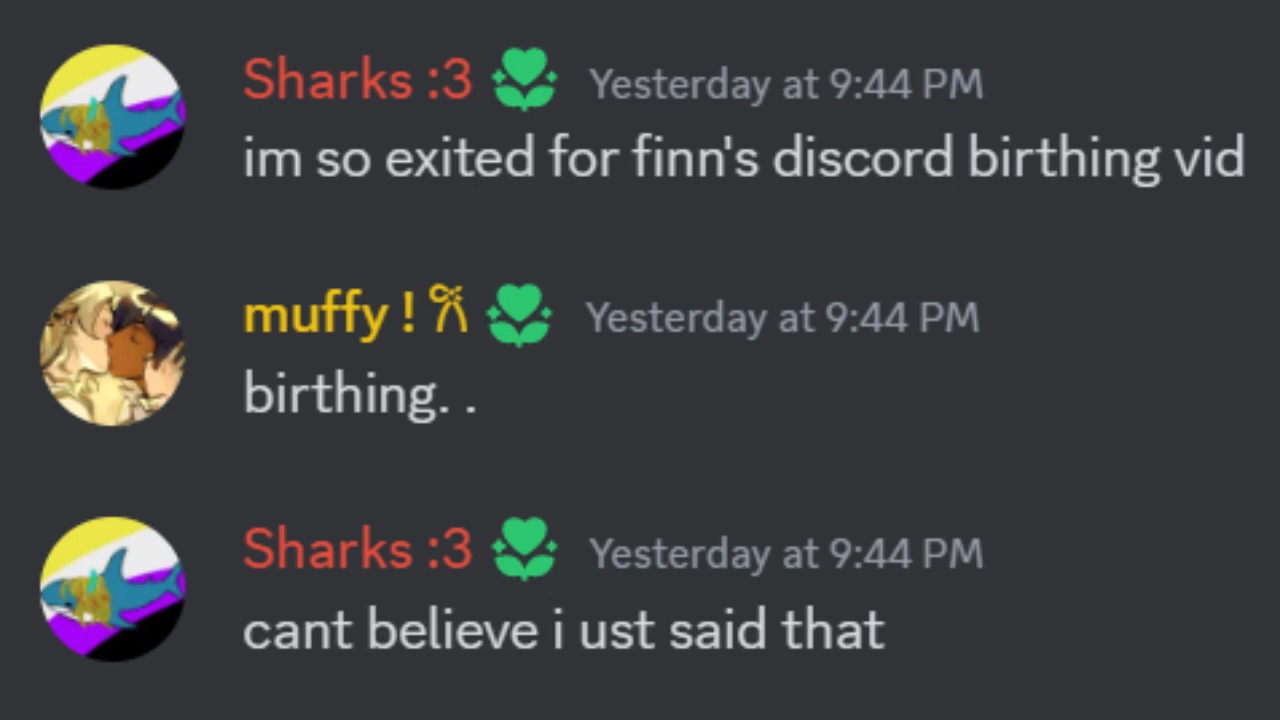 Sharks :3 Yesterday at 9:44 PM
im so exited for finn's discord birthing vid
muffy ! Yesterday at 9:44 PM
birthing. .
Sharks :3 Yesterday at 9:44 PM
cant believe i ust said that